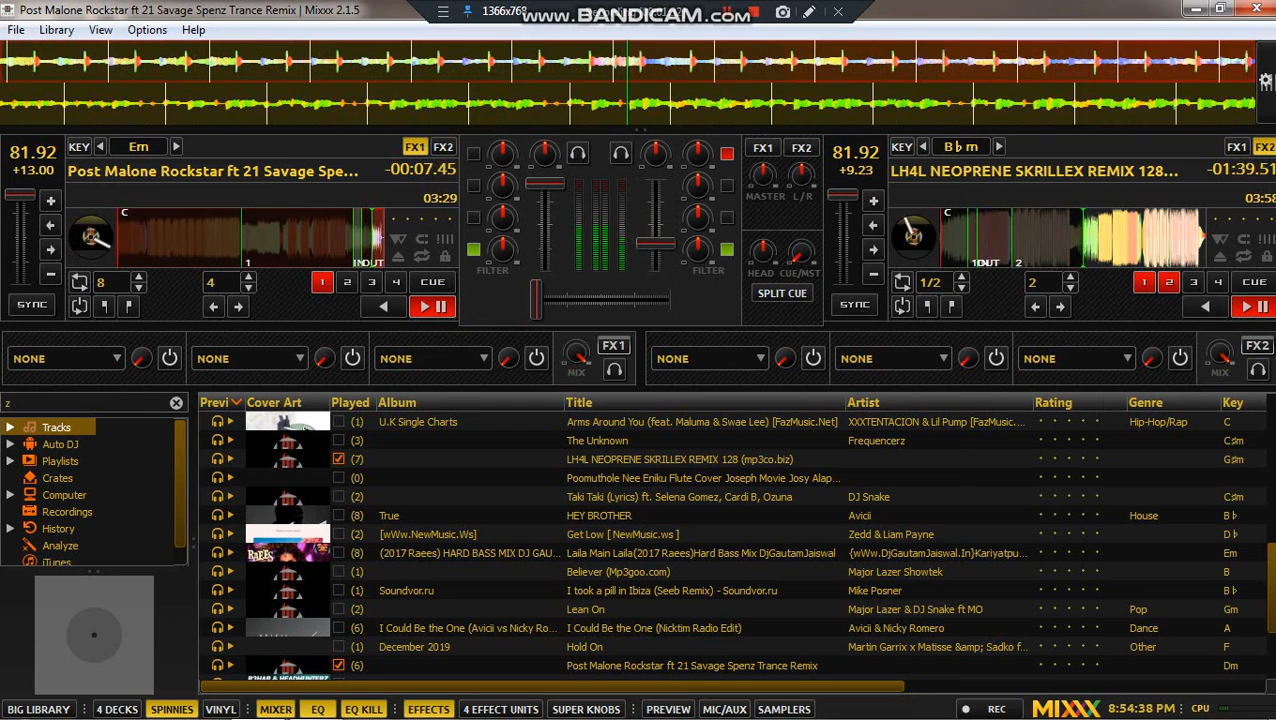 Post Malone Rockstar ft 21 Savage Spenz Trance Remix | Mixxx 2.1.5
1366x768
www.BANDICAM.com
File Library View Options Help
81.92
+13.00
KEY Em FX1 FX2
Post Malone Rockstar ft 21 Savage Spe... -00:07.45
03:29
C
1 IN OUT
8 4 1 2 3 4 CUE
SYNC
FILTER FILTER
FX1 FX2
MASTER L/R
HEAD CUE/MST
SPLIT CUE
81.92
+9.23
KEY B♭m FX1 FX2
LH4L NEOPRENE SKRILLEX REMIX 128... -01:39.51
03:58
C
2
1/2 2 1 2 3 4 CUE
SYNC
NONE NONE NONE MIX FX1 NONE NONE NONE MIX FX2
z
Tracks
Auto DJ
Playlists
Crates
Computer
Recordings
History
Analyze
iTunes
Previ Cover Art Played Album Title Artist Rating Genre Key
(1) U.K Single Charts Arms Around You (feat. Maluma & Swae Lee) [FazMusic.Net] XXXTENTACION & Lil Pump [FazMusic.... Hip-Hop/Rap C
(3) The Unknown Frequencerz C♯m
(7) LH4L NEOPRENE SKRILLEX REMIX 128 (mp3co.biz) G♯m
(0) Poomuthole Nee Eniku Flute Cover Joseph Movie Josy Alap...
(2) Taki Taki (Lyrics) ft. Selena Gomez, Cardi B, Ozuna DJ Snake C♯m
(8) True HEY BROTHER Avicii House B♭
(2) [wWw.NewMusic.Ws] Get Low [ NewMusic.ws ] Zedd & Liam Payne D♭
RAEES (8) (2017 Raees) HARD BASS MIX DJ GAU... Laila Main Laila(2017 Raees)Hard Bass Mix DjGautamJaiswal {wWw.DjGautamJaiswal.In}Kariyatpu... Em
(1) Believer (Mp3goo.com) Major Lazer Showtek B
(1) Soundvor.ru I took a pill in Ibiza (Seeb Remix) - Soundvor.ru Mike Posner B♭
(2) Lean On Major Lazer & DJ Snake ft MO Pop Gm
(6) I Could Be the One (Avicii vs Nicky Ro... I Could Be the One (Nicktim Radio Edit) Avicii & Nicky Romero Dance A
(1) December 2019 Hold On Martin Garrix x Matisse &amp; Sadko f... Other F
(6) Post Malone Rockstar ft 21 Savage Spenz Trance Remix Dm
R3HAB & HEADHUNTERZ
BIG LIBRARY 4 DECKS SPINNIES VINYL MIXER EQ EQ KILL EFFECTS 4 EFFECT UNITS SUPER KNOBS PREVIEW MIC/AUX SAMPLERS REC MIXXX CPU
8:54:38 PM